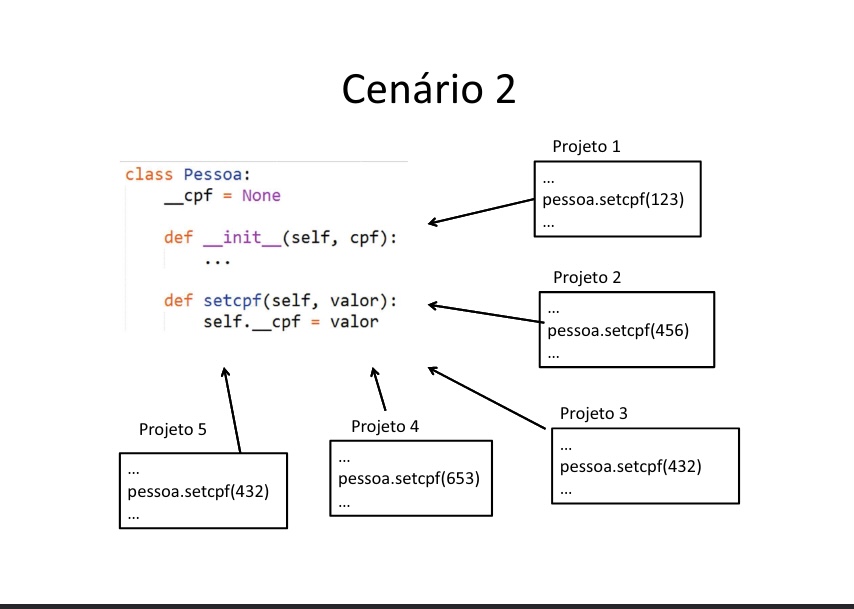 Cenário 2
class Pessoa:
__cpf = None
def __init__(self, cpf):
...
def setcpf(self, valor):
self.__cpf = valor
Projeto 1
...
pessoa.setcpf(123)
...
Projeto 2
...
pessoa.setcpf(456)
...
Projeto 3
...
pessoa.setcpf(432)
...
Projeto 4
...
pessoa.setcpf(653)
...
Projeto 5
...
pessoa.setcpf(432)
...